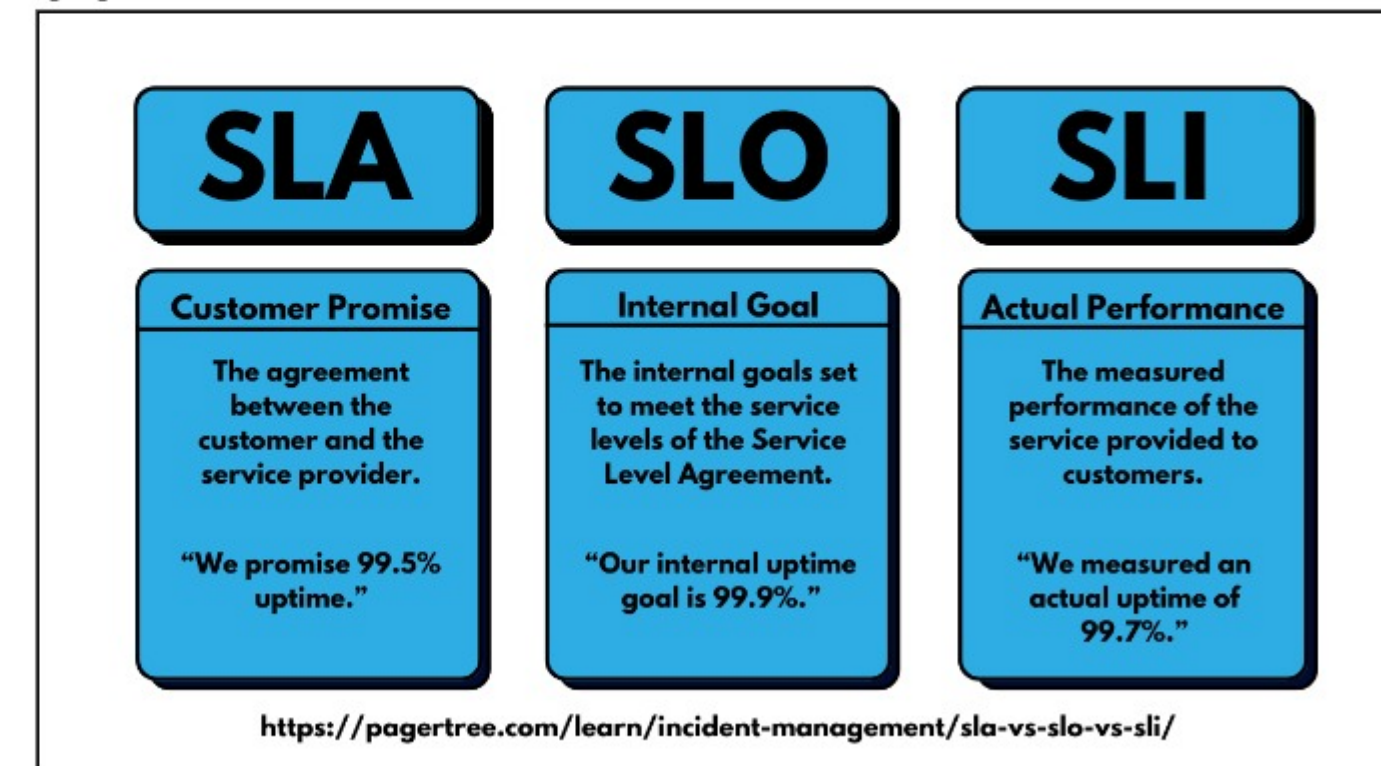 SLA
SLO
SLI
Customer Promise
The agreement
between the
customer and the
service provider.
“We promise 99.5%
uptime.”
Internal Goal
The internal goals set
to meet the service
levels of the Service
Level Agreement.
“Our internal uptime
goal is 99.9%.”
Actual Performance
The measured
performance of the
service provided to
customers.
“We measured an
actual uptime of
99.7%.”
https://pagertree.com/learn/incident-management/sla-vs-slo-vs-sli/